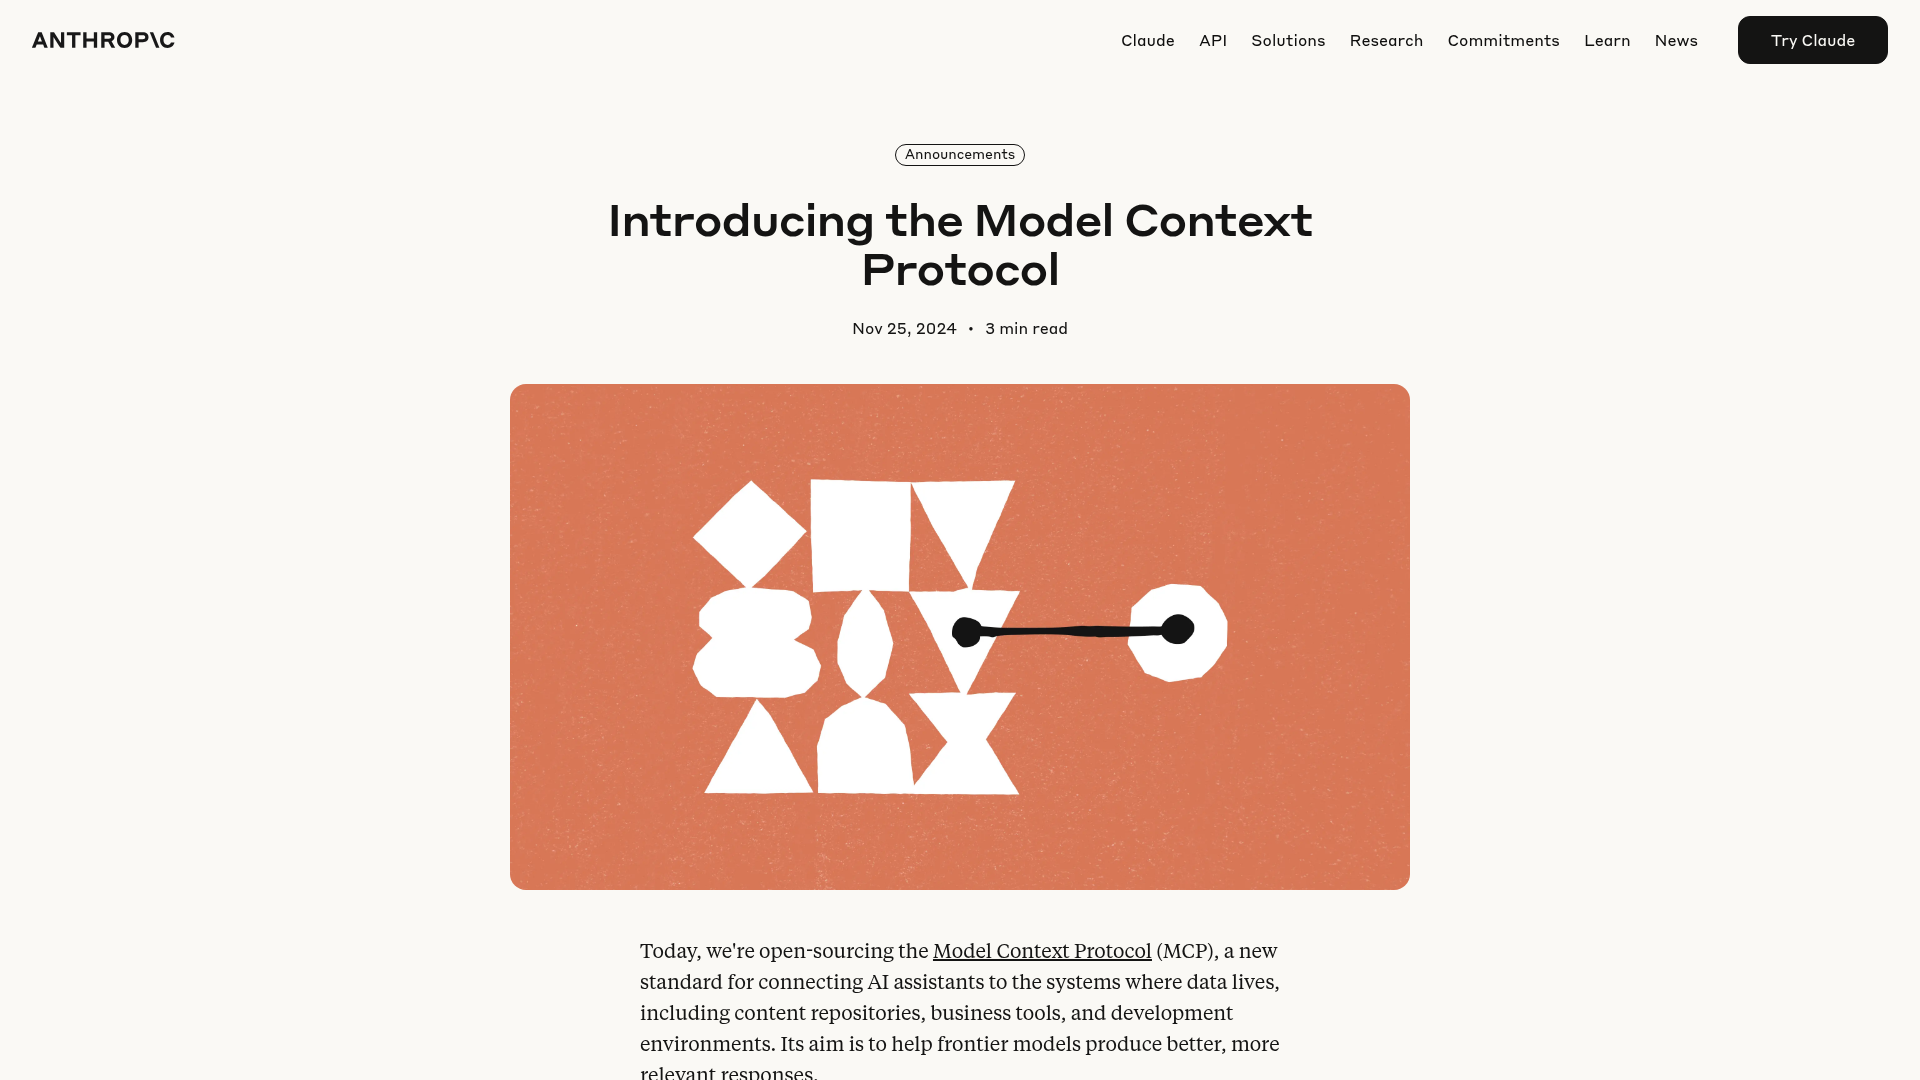 ANTHROP\C
Claude API Solutions Research Commitments Learn News Try Claude
Announcements
Introducing the Model Context
Protocol
Nov 25, 2024 • 3 min read
Today, we're open-sourcing the Model Context Protocol (MCP), a new
standard for connecting AI assistants to the systems where data lives,
including content repositories, business tools, and development
environments. Its aim is to help frontier models produce better, more
relevant responses.